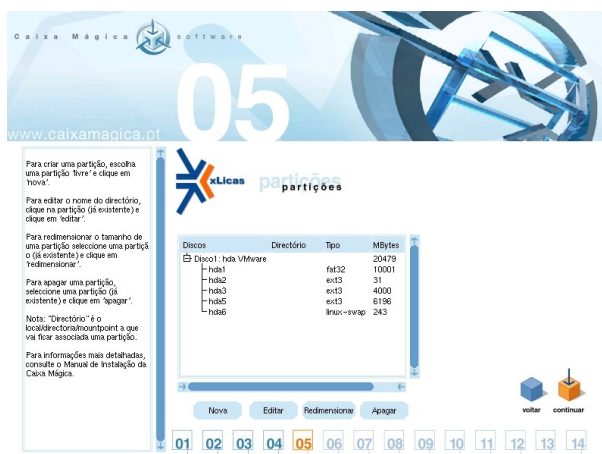 Caixa Mágica software
05
www.caixamagica.pt
Para criar uma partição, escolha
uma partição 'livre' e clique em
'nova'.
Para editar o nome do directório,
clique na partição (já existente) e
clique em 'editar'.
Para redimensionar o tamanho de
uma partição seleccione uma partiçã
o (já existente) e clique em
'redimensionar'.
Para apagar uma partição,
seleccione uma partição (já
existente) e clique em 'apagar'.
Nota: "Directório" é o
local/directoria/mountpoint a que
vai ficar associada uma partição.
Para informações mais detalhadas,
consulte o Manual de Instalação da
Caixa Mágica.
xLicas
partições
partições
Discos Directório Tipo MBytes
Disco1: hda VMware 20479
hda1 fat32 10001
hda2 ext3 31
hda3 ext3 4000
hda5 ext3 6196
hda6 linux-swap 243
Nova Editar Redimensionar Apagar
voltar continuar
01 02 03 04 05 06 07 08 09 10 11 12 13 14